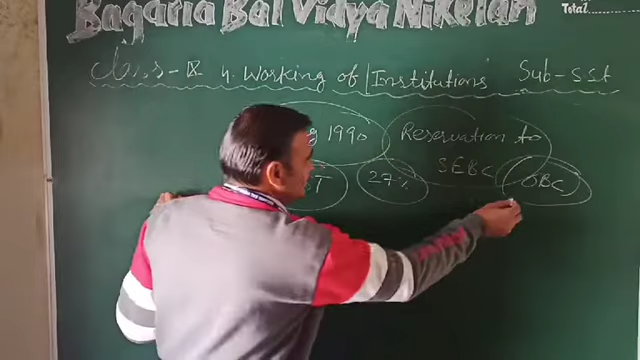 Bagaria Bal Vidya Niketan
Total
Class-IX 4. Working of Institutions Sub-SSt
1990 Reservation to
SEBC
27% OBC